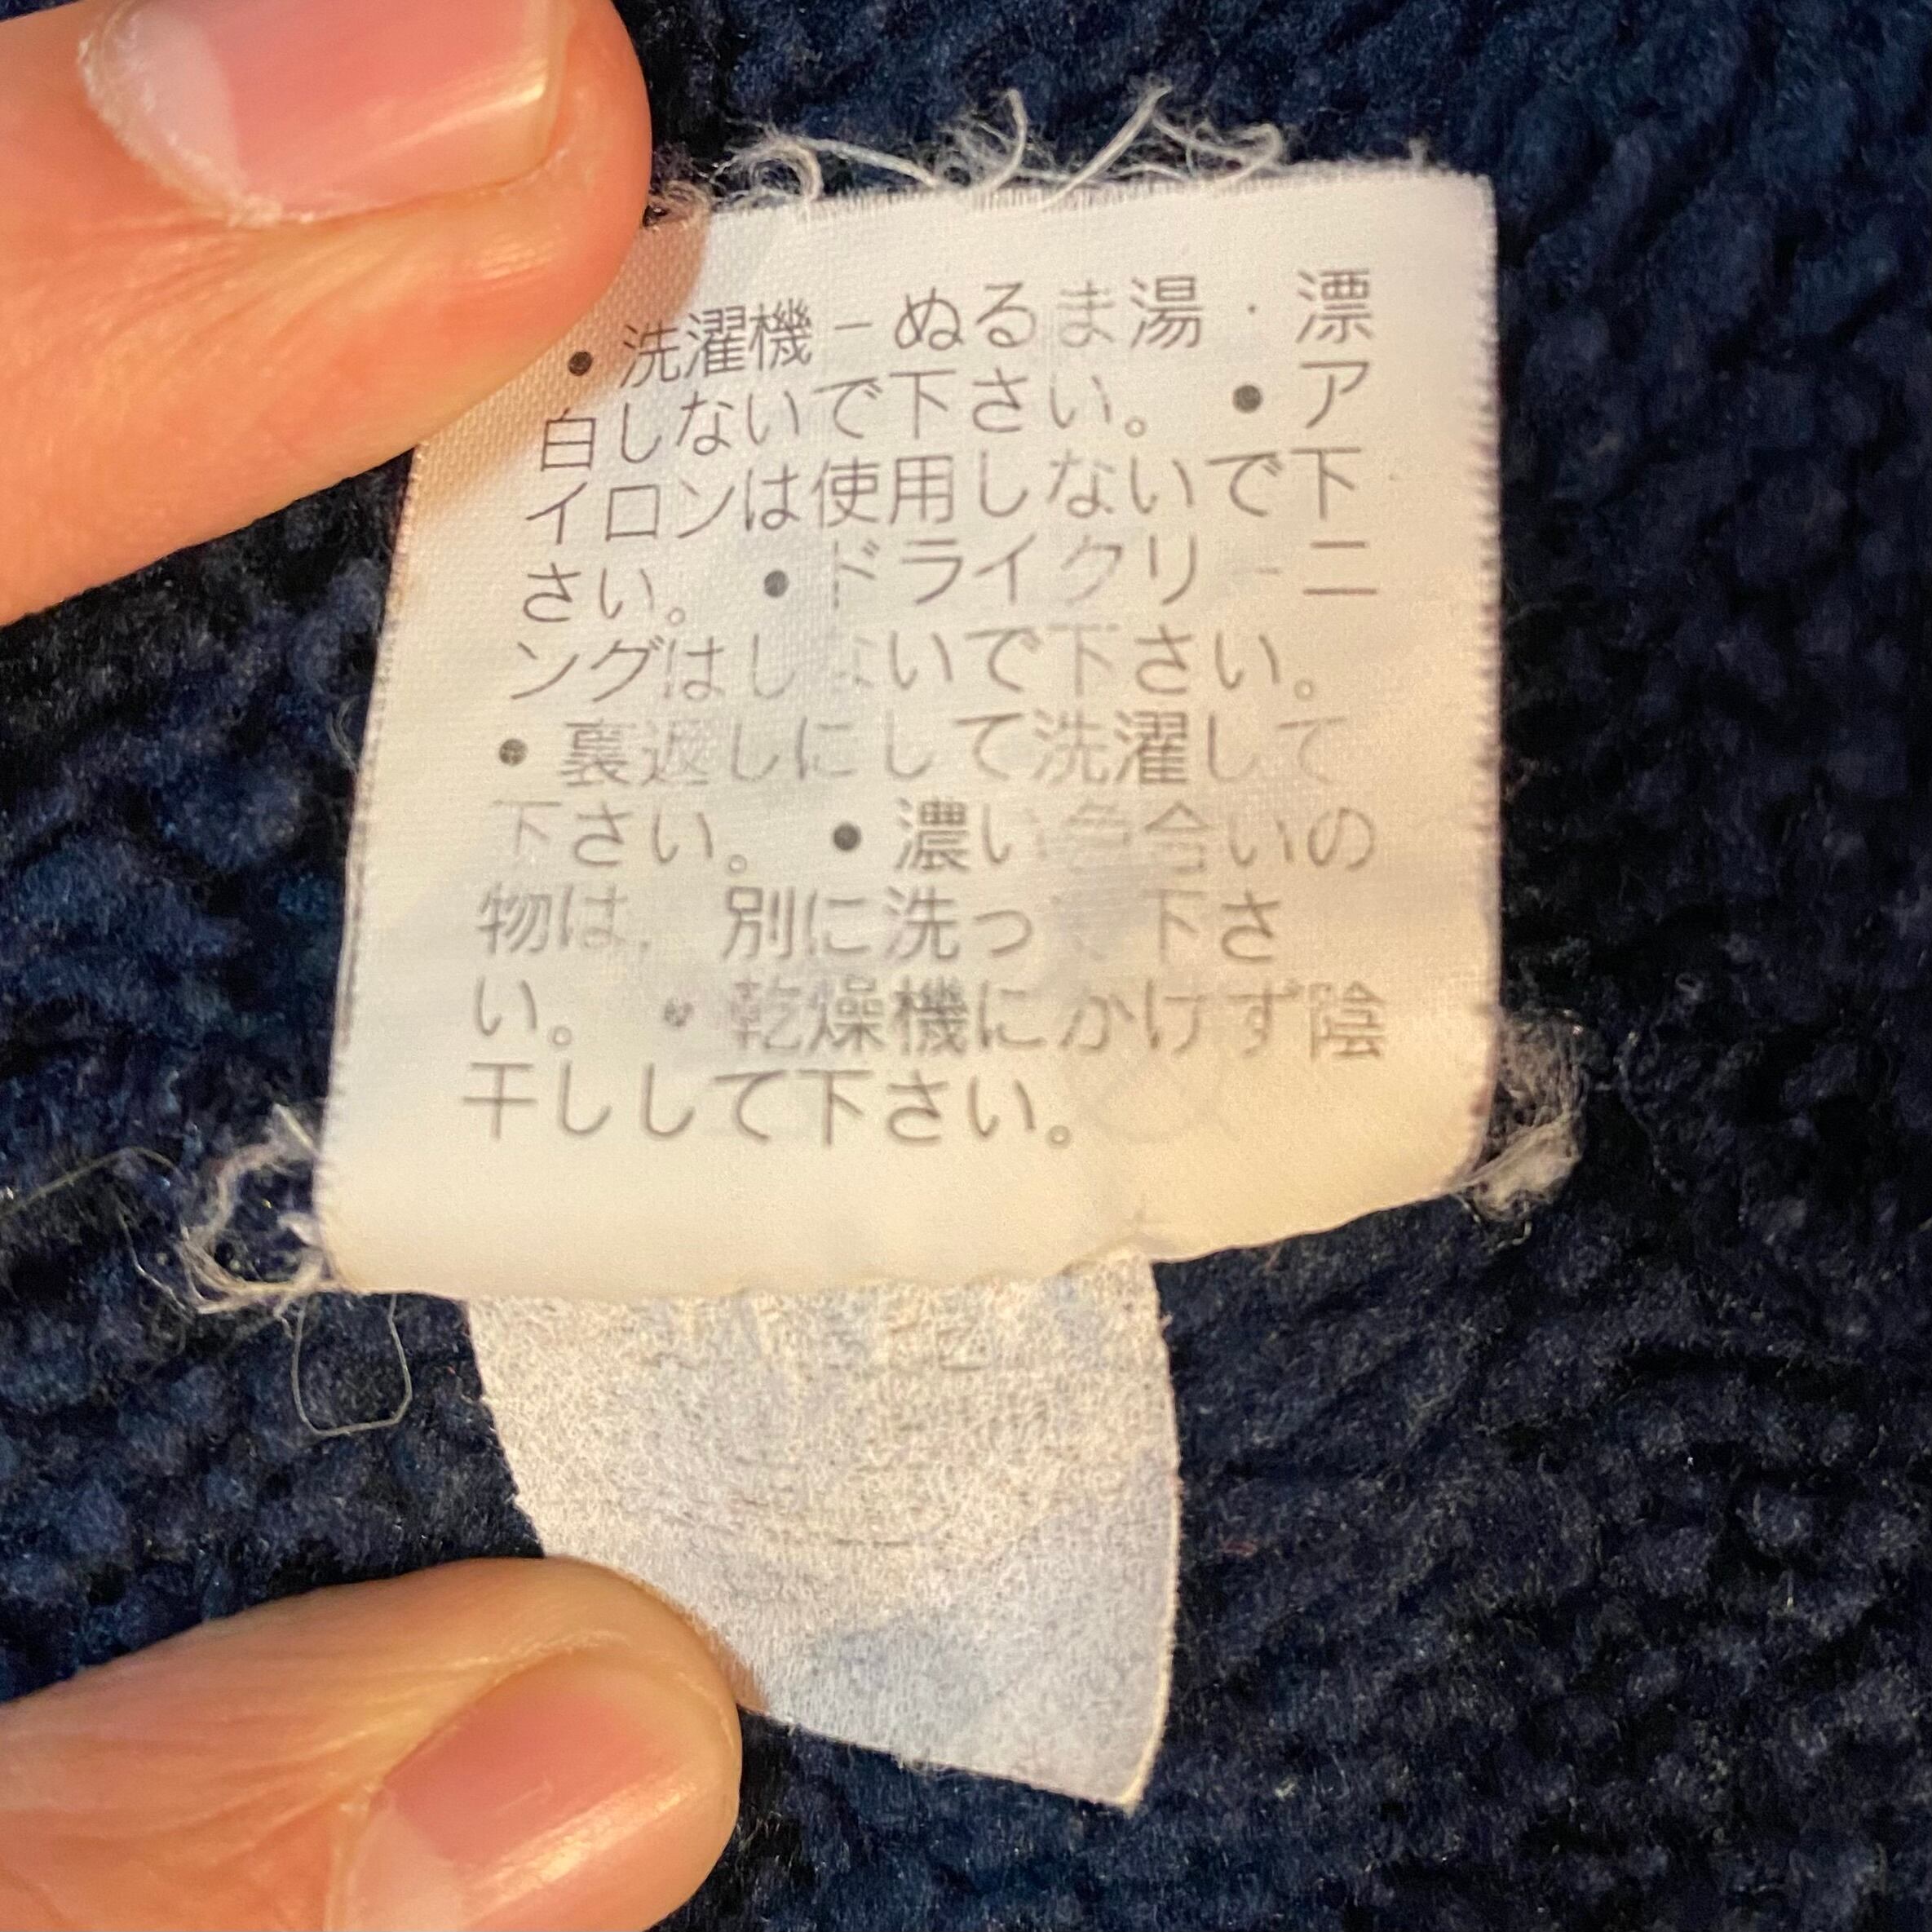 • 洗濯機-ぬるま湯・漂
白しないで下さい。 • ア
イロンは使用しないで下
さい。 • ドライクリーニ
ングはしないで下さい。
• 裏返しにして洗濯して
下さい。 • 濃い色合いの
物は, 別に洗って下さ
い。 • 乾燥機にかけず陰
干しして下さい。